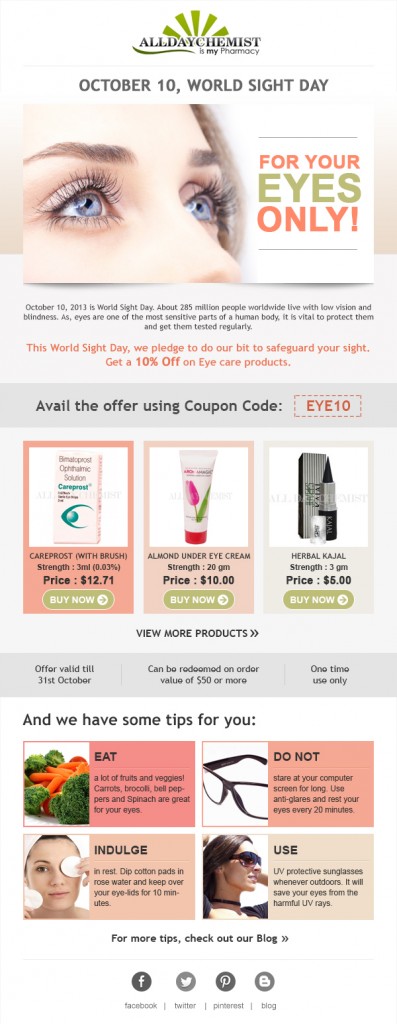 ALLDAYCHEMIST
is my Pharmacy
OCTOBER 10, WORLD SIGHT DAY
FOR YOUR
EYES
ONLY!
October 10, 2013 is World Sight Day. About 285 million people worldwide live with low vision and
blindness. As, eyes are one of the most sensitive parts of a human body, It is vital to protect them
and get them tested regularly.
This World Sight Day, we pledge to do our bit to safeguard your sight.
Get a 10% Off on Eye care products.
Avail the offer using Coupon Code: EYE10
Bimatoprost
Ophthalmic
Solution
Careprost®
CAREPROST (WITH BRUSH)
Strength : 3ml (0.03%)
Price : $12.71
BUY NOW
ALMOND UNDER EYE CREAM
Strength : 20 gm
Price : $10.00
BUY NOW
KAJAL
HERBAL KAJAL
Strength : 3 gm
Price : $5.00
BUY NOW
VIEW MORE PRODUCTS »
Offer valid till
31st October
Can be redeemed on order
value of $50 or more
One time
use only
And we have some tips for you:
EAT
a lot of fruits and veggies!
Carrots, brocolli, bell pep-
pers and Spinach are great
for your eyes.
DO NOT
stare at your computer
screen for long. Use
anti-glares and rest your
eyes every 20 minutes.
INDULGE
in rest. Dip cotton pads in
rose water and keep over
your eye-lids for 10 min-
utes.
USE
UV protective sunglasses
whenever outdoors. It will
save your eyes from the
harmful UV rays.
For more tips, check out our Blog »
facebook | twitter | pinterest | blog